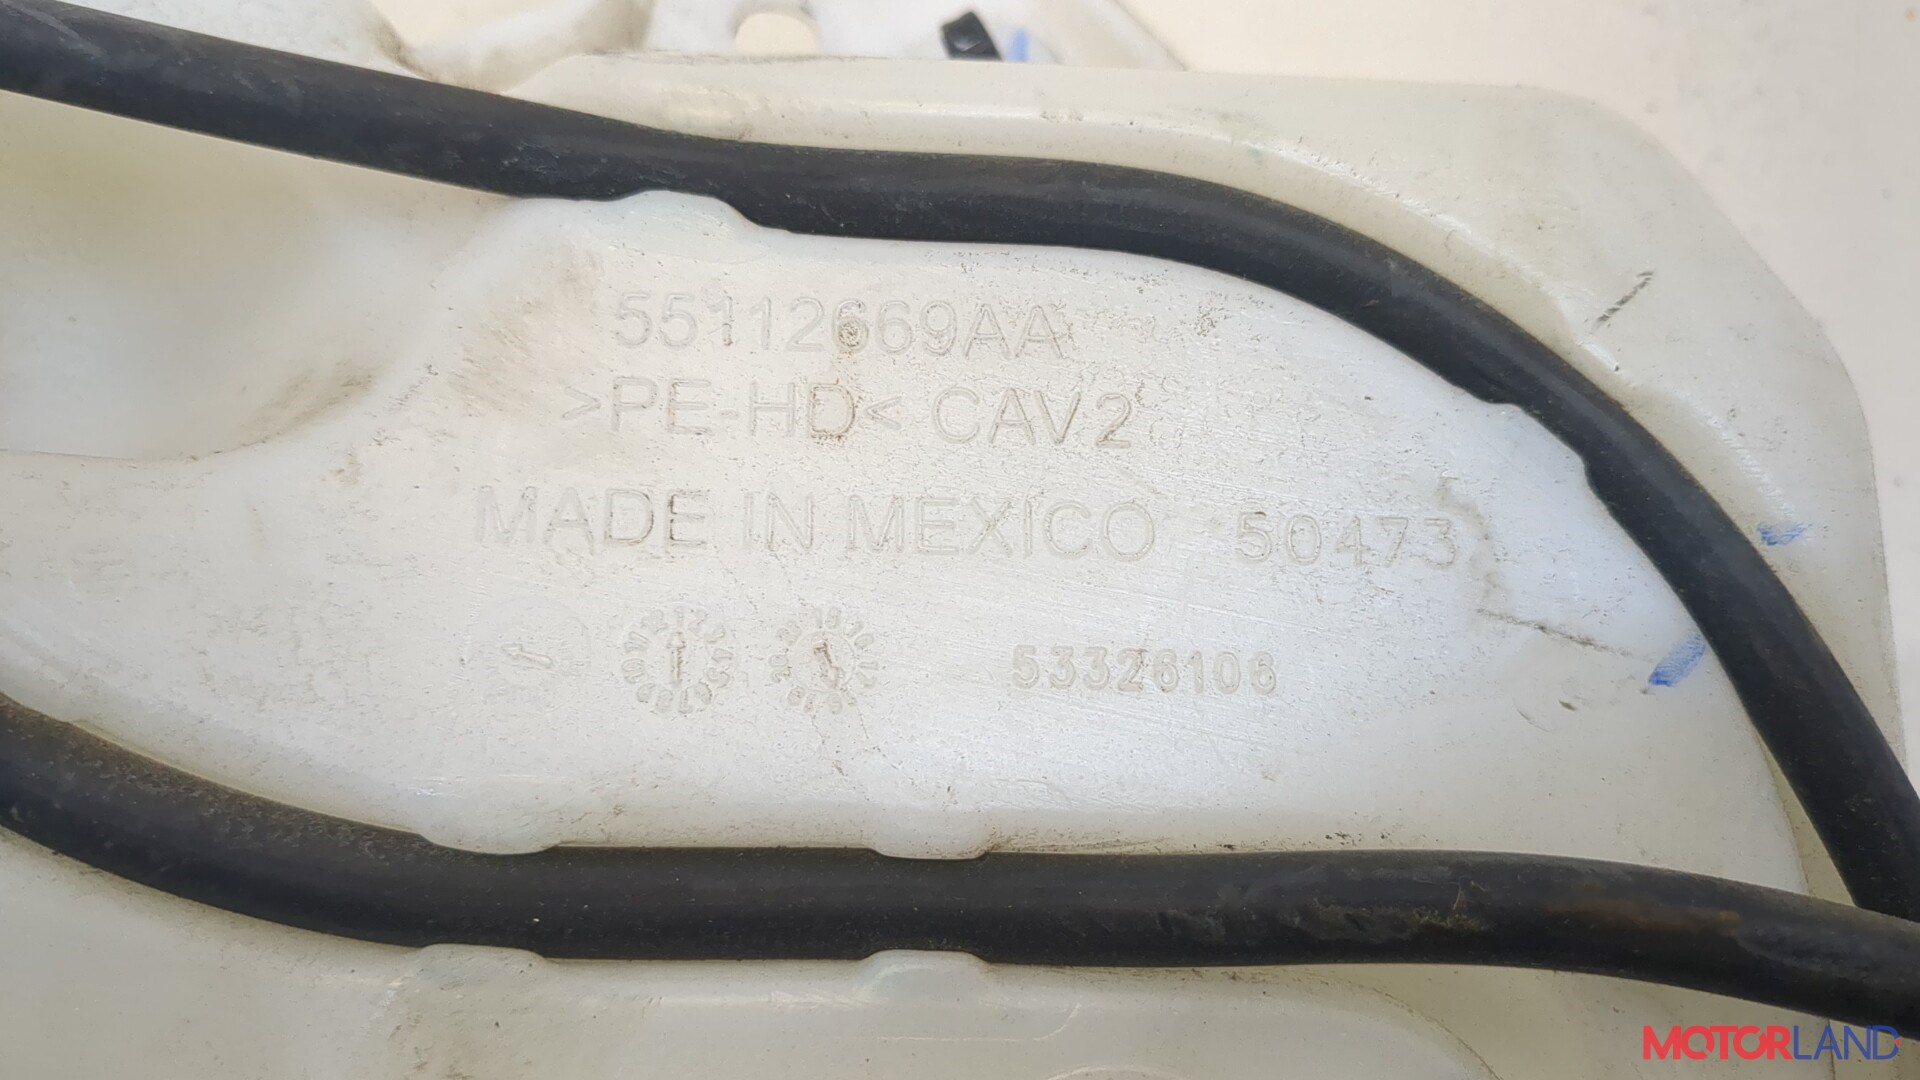 55112669AA
>PE-HD< CAV2
MADE IN MEXICO 50473
53326106
MOTORLAND